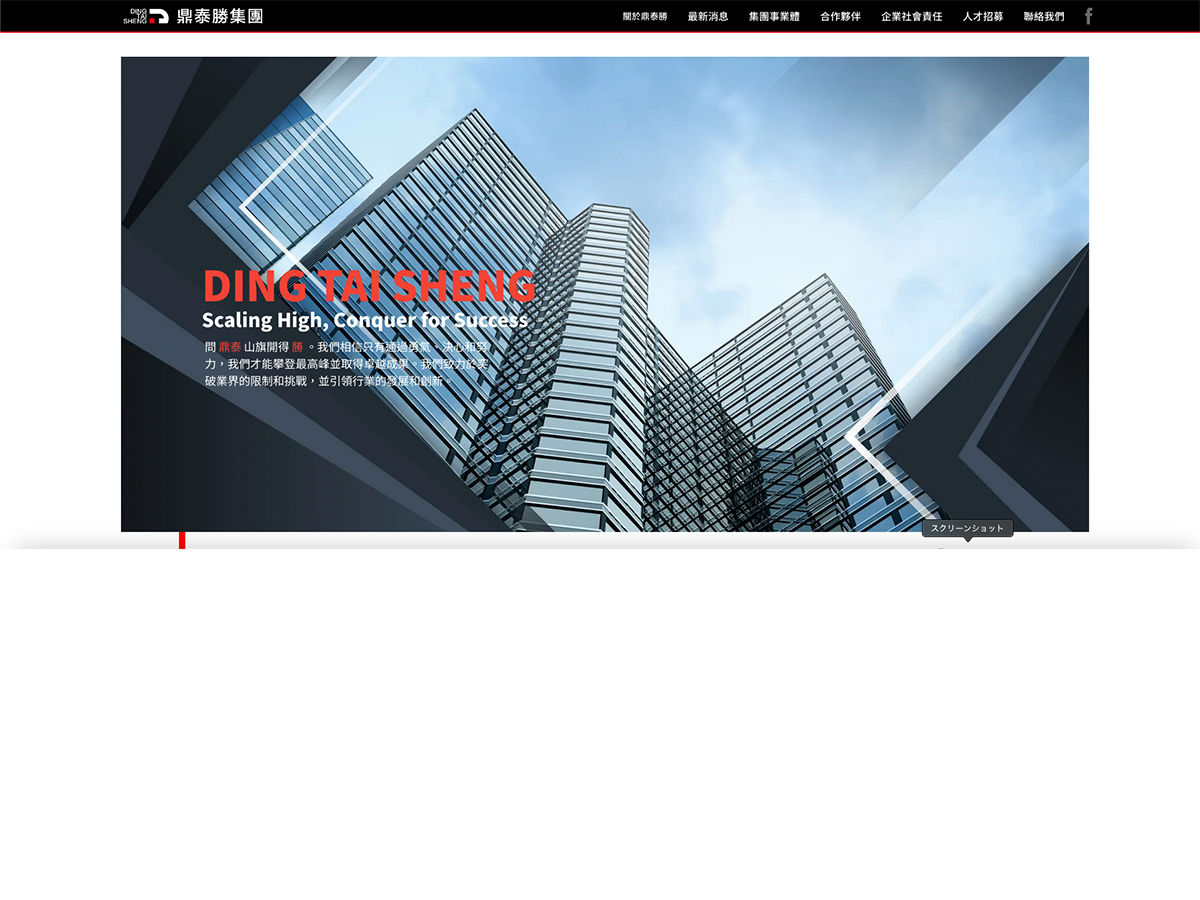 DING
TAI
SHENG
鼎泰勝集團
關於鼎泰勝 最新消息 集團事業體 合作夥伴 企業社會責任 人才招募 聯絡我們
DING TAI SHENG
Scaling High, Conquer for Success
問 鼎泰 山旗開得 勝 。我們相信只有通過勇氣、決心和努
力，我們才能攀登最高峰並取得卓越成果。我們致力於突
破業界的限制和挑戰，並引領行業的發展和創新。
スクリーンショット